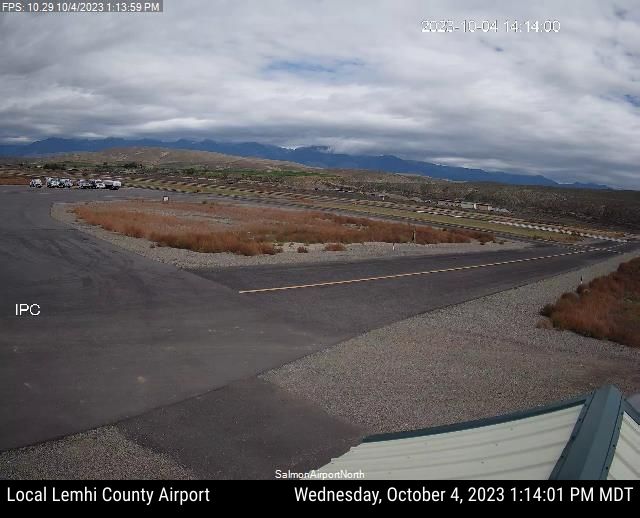 FPS: 10.29 10/4/2023 1:13:59 PM
2023-10-04 14:14:00
IPC
SalmonAirportNorth
Local Lemhi County Airport Wednesday, October 4, 2023 1:14:01 PM MDT